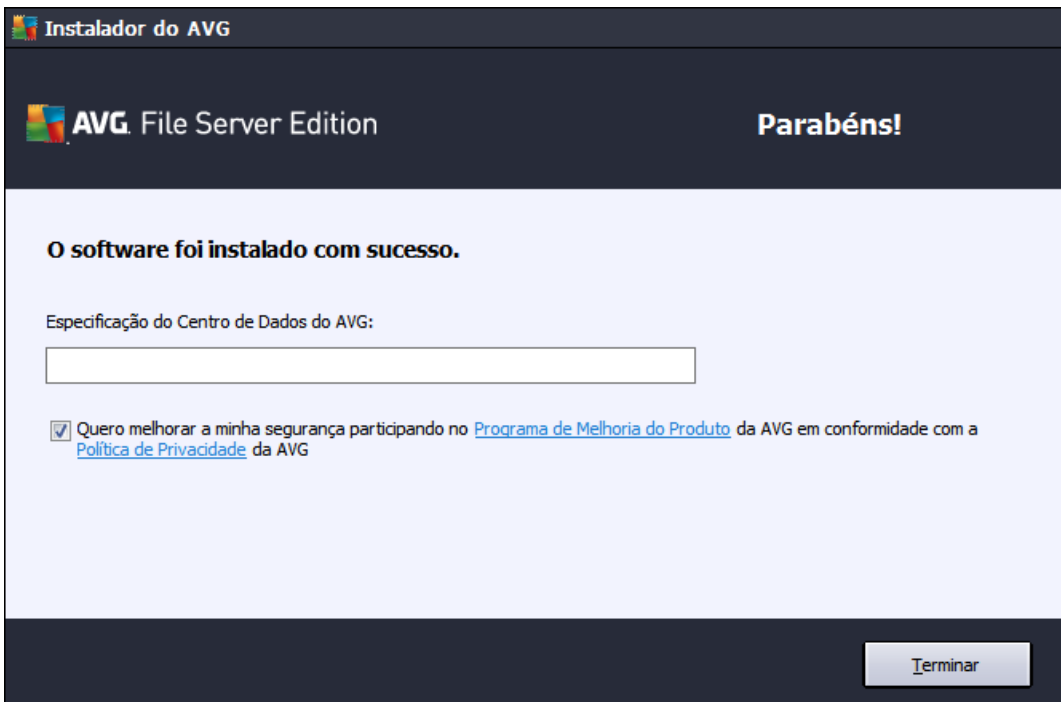 Instalador do AVG
AVG. File Server Edition
Parabéns!
O software foi instalado com sucesso.
Especificação do Centro de Dados do AVG:
Quero melhorar a minha segurança participando no Programa de Melhoria do Produto da AVG em conformidade com a
Política de Privacidade da AVG
Terminar